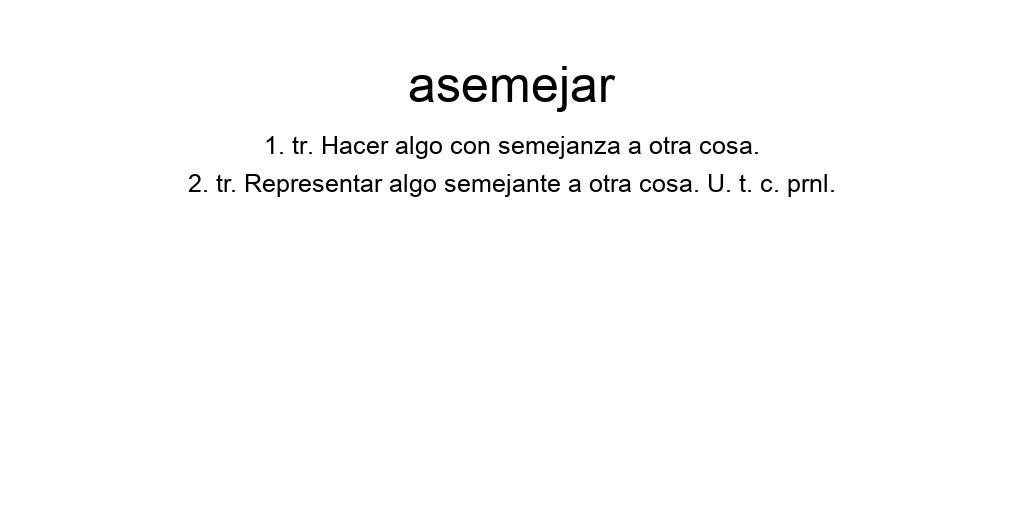 asemejar
1. tr. Hacer algo con semejanza a otra cosa.
2. tr. Representar algo semejante a otra cosa. U. t. c. prnl.